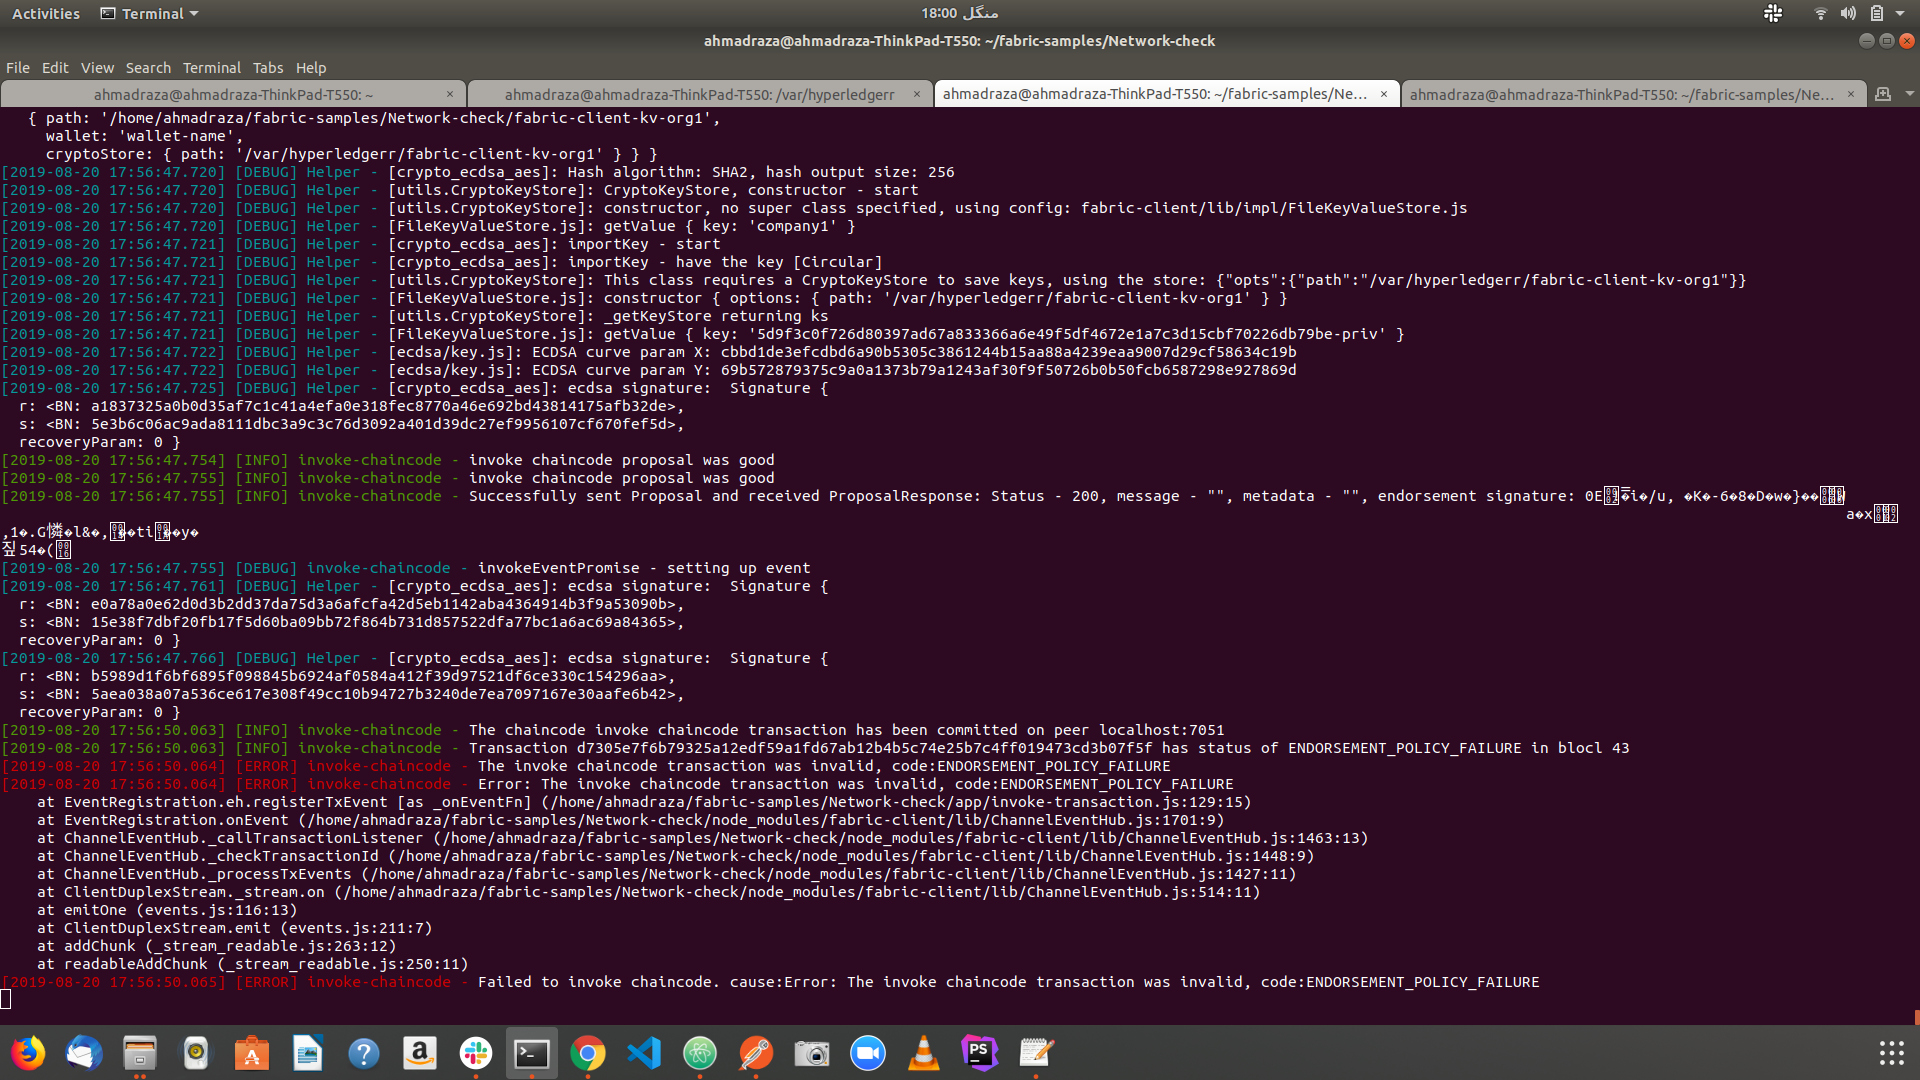 Activities
Terminal
منگل 18:00
ahmadraza@ahmadraza-ThinkPad-T550: ~/fabric-samples/Network-check
File Edit View Search Terminal Tabs Help
ahmadraza@ahmadraza-ThinkPad-T550: ~ ×
ahmadraza@ahmadraza-ThinkPad-T550: /var/hyperledgerr ×
ahmadraza@ahmadraza-ThinkPad-T550: ~/fabric-samples/Ne... ×
ahmadraza@ahmadraza-ThinkPad-T550: ~/fabric-samples/Ne... ×
{ path: '/home/ahmadraza/fabric-samples/Network-check/fabric-client-kv-org1',
wallet: 'wallet-name',
cryptoStore: { path: '/var/hyperledgerr/fabric-client-kv-org1' } } }
[2019-08-20 17:56:47.720] [DEBUG] Helper - [crypto_ecdsa_aes]: Hash algorithm: SHA2, hash output size: 256
[2019-08-20 17:56:47.720] [DEBUG] Helper - [utils.CryptoKeyStore]: CryptoKeyStore, constructor - start
[2019-08-20 17:56:47.720] [DEBUG] Helper - [utils.CryptoKeyStore]: constructor, no super class specified, using config: fabric-client/lib/impl/FileKeyValueStore.js
[2019-08-20 17:56:47.720] [DEBUG] Helper - [FileKeyValueStore.js]: getValue { key: 'company1' }
[2019-08-20 17:56:47.721] [DEBUG] Helper - [crypto_ecdsa_aes]: importKey - start
[2019-08-20 17:56:47.721] [DEBUG] Helper - [crypto_ecdsa_aes]: importKey - have the key [Circular]
[2019-08-20 17:56:47.721] [DEBUG] Helper - [utils.CryptoKeyStore]: This class requires a CryptoKeyStore to save keys, using the store: {"opts":{"path":"/var/hyperledgerr/fabric-client-kv-org1"}}
[2019-08-20 17:56:47.721] [DEBUG] Helper - [FileKeyValueStore.js]: constructor { options: { path: '/var/hyperledgerr/fabric-client-kv-org1' } }
[2019-08-20 17:56:47.721] [DEBUG] Helper - [utils.CryptoKeyStore]: _getKeyStore returning ks
[2019-08-20 17:56:47.721] [DEBUG] Helper - [FileKeyValueStore.js]: getValue { key: '5d9f3c0f726d80397ad67a833366a6e49f5df4672e1a7c3d15cbf70226db79be-priv' }
[2019-08-20 17:56:47.722] [DEBUG] Helper - [ecdsa/key.js]: ECDSA curve param X: cbbd1de3efcdbd6a90b5305c3861244b15aa88a4239eaa9007d29cf58634c19b
[2019-08-20 17:56:47.722] [DEBUG] Helper - [ecdsa/key.js]: ECDSA curve param Y: 69b572879375c9a0a1373b79a1243af30f9f50726b0b50fcb6587298e927869d
[2019-08-20 17:56:47.725] [DEBUG] Helper - [crypto_ecdsa_aes]: ecdsa signature: Signature {
r: <BN: a1837325a0b0d35af7c1c41a4efa0e318fec8770a46e692bd43814175afb32de>,
s: <BN: 5e3b6c06ac9ada8111dbc3a9c3c76d3092a401d39dc27ef9956107cf670fef5d>,
recoveryParam: 0 }
[2019-08-20 17:56:47.754] [INFO] invoke-chaincode - invoke chaincode proposal was good
[2019-08-20 17:56:47.755] [INFO] invoke-chaincode - invoke chaincode proposal was good
[2019-08-20 17:56:47.755] [INFO] invoke-chaincode - Successfully sent Proposal and received ProposalResponse: Status - 200, message - "", metadata - "", endorsement signature: 0E
[2019-08-20 17:56:47.755] [DEBUG] invoke-chaincode - invokeEventPromise - setting up event
[2019-08-20 17:56:47.761] [DEBUG] Helper - [crypto_ecdsa_aes]: ecdsa signature: Signature {
r: <BN: e0a78a0e62d0d3b2dd37da75d3a6afcfa42d5eb1142aba4364914b3f9a53090b>,
s: <BN: 15e38f7dbf20fb17f5d60ba09bb72f864b731d857522dfa77bc1a6ac69a84365>,
recoveryParam: 0 }
[2019-08-20 17:56:47.766] [DEBUG] Helper - [crypto_ecdsa_aes]: ecdsa signature: Signature {
r: <BN: b5989d1f6bf6895f098845b6924af0584a412f39d97521df6ce330c154296aa>,
s: <BN: 5aea038a07a536ce617e308f49cc10b94727b3240de7ea7097167e30aafe6b42>,
recoveryParam: 0 }
[2019-08-20 17:56:50.063] [INFO] invoke-chaincode - The chaincode invoke chaincode transaction has been committed on peer localhost:7051
[2019-08-20 17:56:50.063] [INFO] invoke-chaincode - Transaction d7305e7f6b79325a12edf59a1fd67ab12b4b5c74e25b7c4ff019473cd3b07f5f has status of ENDORSEMENT_POLICY_FAILURE in blocl 43
[2019-08-20 17:56:50.064] [ERROR] invoke-chaincode - The invoke chaincode transaction was invalid, code:ENDORSEMENT_POLICY_FAILURE
[2019-08-20 17:56:50.064] [ERROR] invoke-chaincode - Error: The invoke chaincode transaction was invalid, code:ENDORSEMENT_POLICY_FAILURE
at EventRegistration.eh.registerTxEvent [as _onEventFn] (/home/ahmadraza/fabric-samples/Network-check/app/invoke-transaction.js:129:15)
at EventRegistration.onEvent (/home/ahmadraza/fabric-samples/Network-check/node_modules/fabric-client/lib/ChannelEventHub.js:1701:9)
at ChannelEventHub._callTransactionListener (/home/ahmadraza/fabric-samples/Network-check/node_modules/fabric-client/lib/ChannelEventHub.js:1463:13)
at ChannelEventHub._checkTransactionId (/home/ahmadraza/fabric-samples/Network-check/node_modules/fabric-client/lib/ChannelEventHub.js:1448:9)
at ChannelEventHub._processTxEvents (/home/ahmadraza/fabric-samples/Network-check/node_modules/fabric-client/lib/ChannelEventHub.js:1427:11)
at ClientDuplexStream._stream.on (/home/ahmadraza/fabric-samples/Network-check/node_modules/fabric-client/lib/ChannelEventHub.js:514:11)
at emitOne (events.js:116:13)
at ClientDuplexStream.emit (events.js:211:7)
at addChunk (_stream_readable.js:263:12)
at readableAddChunk (_stream_readable.js:250:11)
[2019-08-20 17:56:50.065] [ERROR] invoke-chaincode - Failed to invoke chaincode. cause:Error: The invoke chaincode transaction was invalid, code:ENDORSEMENT_POLICY_FAILURE